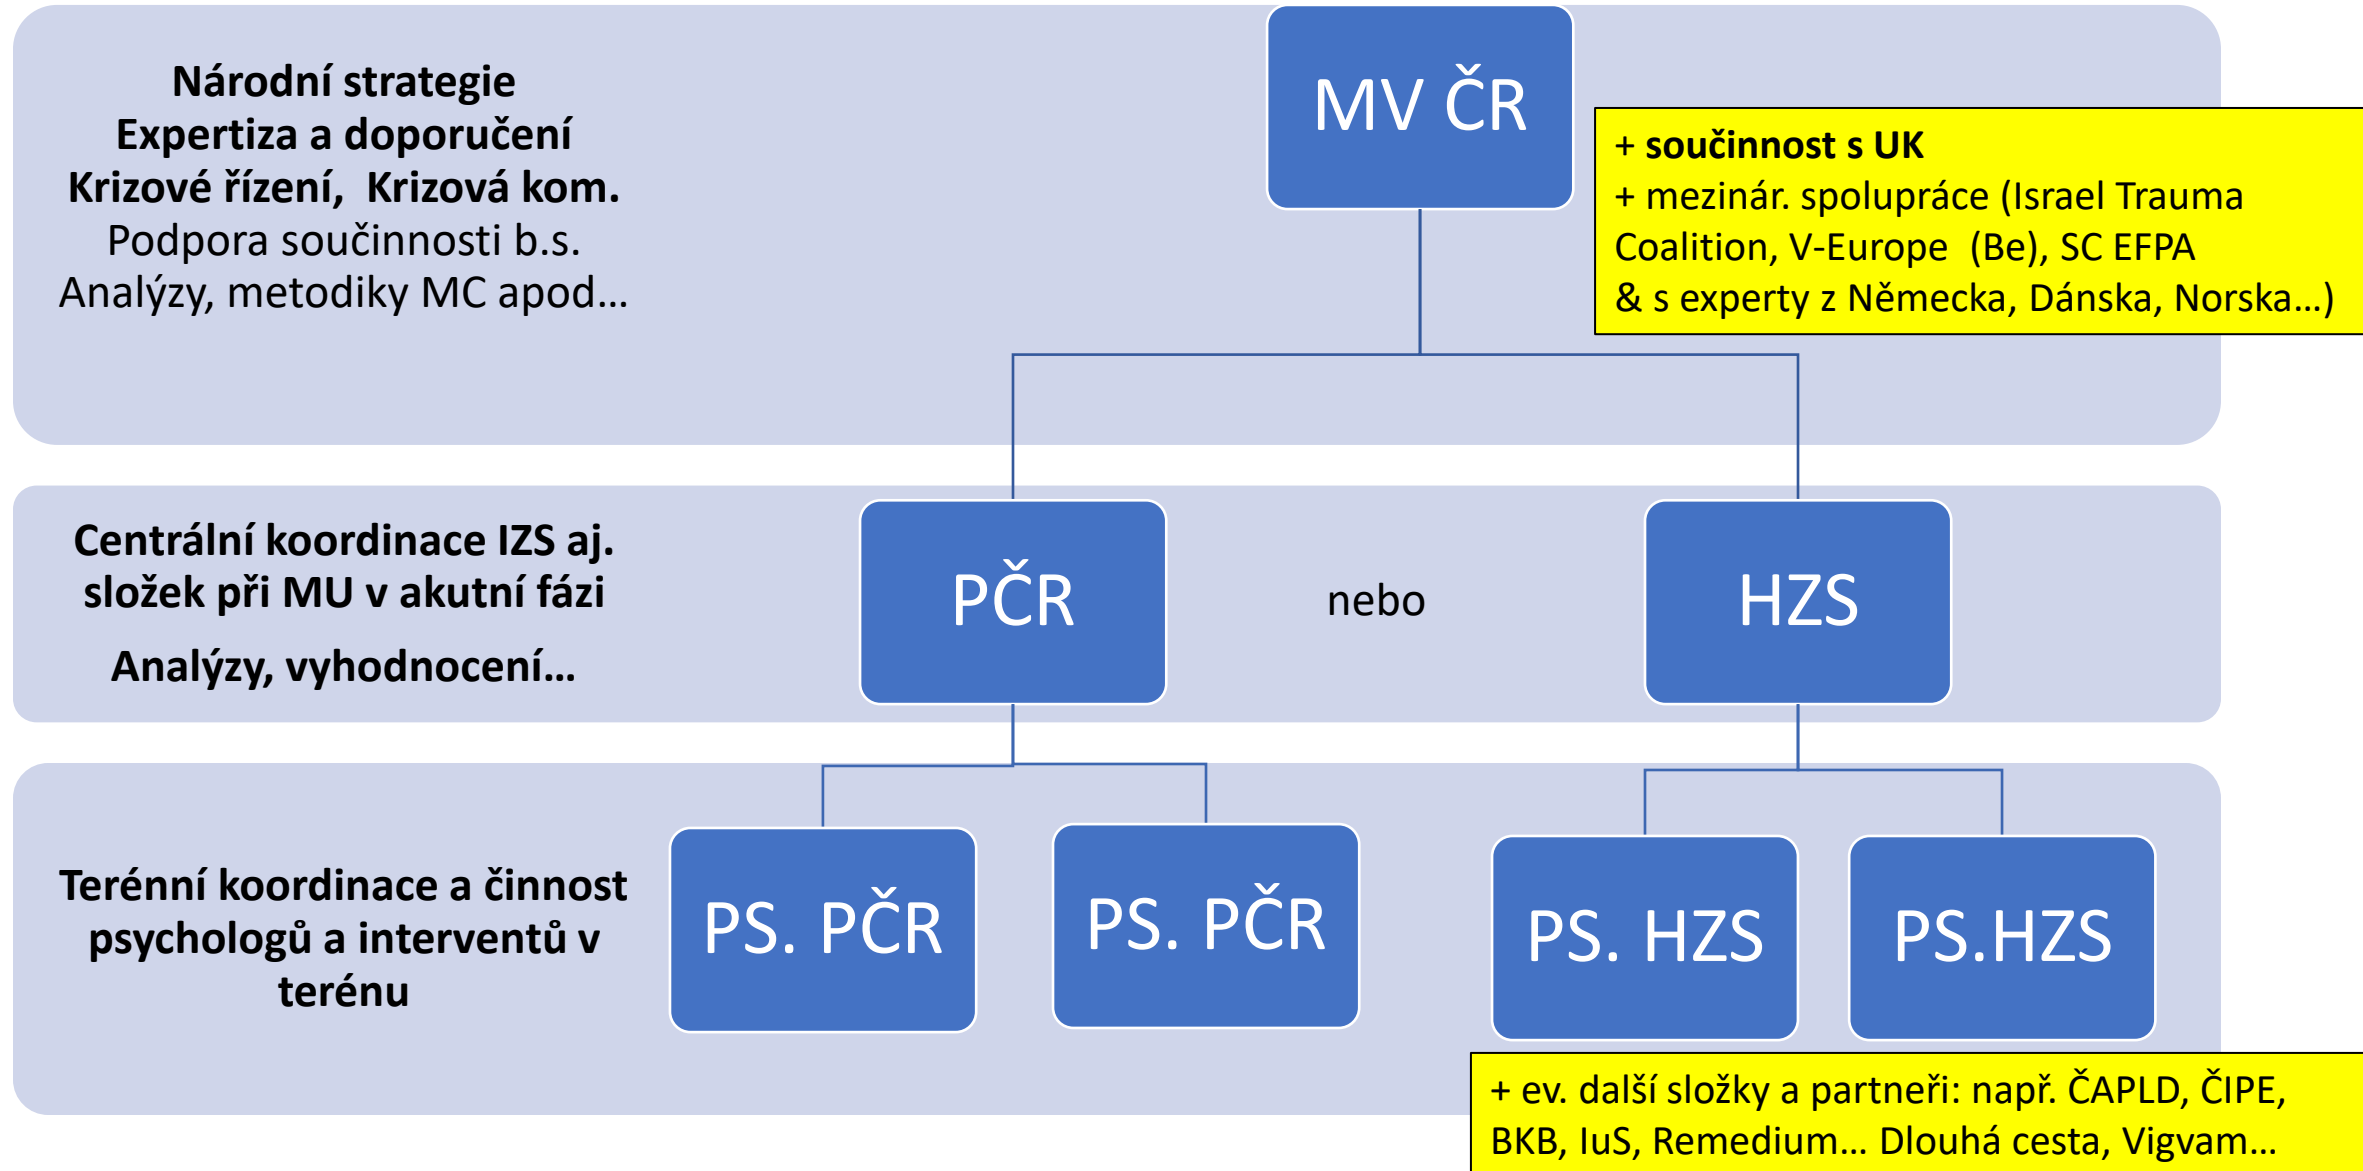 Národní strategie
Expertiza a doporučení
Krizové řízení,  Krizová kom.
Podpora součinnosti b.s.
Analýzy, metodiky MC apod…
MV ČR
+ součinnost s UK
+ mezinár. spolupráce (Israel Trauma
Coalition, V-Europe  (Be), SC EFPA
& s experty z Německa, Dánska, Norska…)
Centrální koordinace IZS aj.
složek při MU v akutní fázi
Analýzy, vyhodnocení…
PČR
nebo
HZS
Terénní koordinace a činnost
psychologů a interventů v
terénu
PS. PČR
PS. PČR
PS. HZS
PS.HZS
+ ev. další složky a partneři: např. ČAPLD, ČIPE,
BKB, IuS, Remedium… Dlouhá cesta, Vigvam…